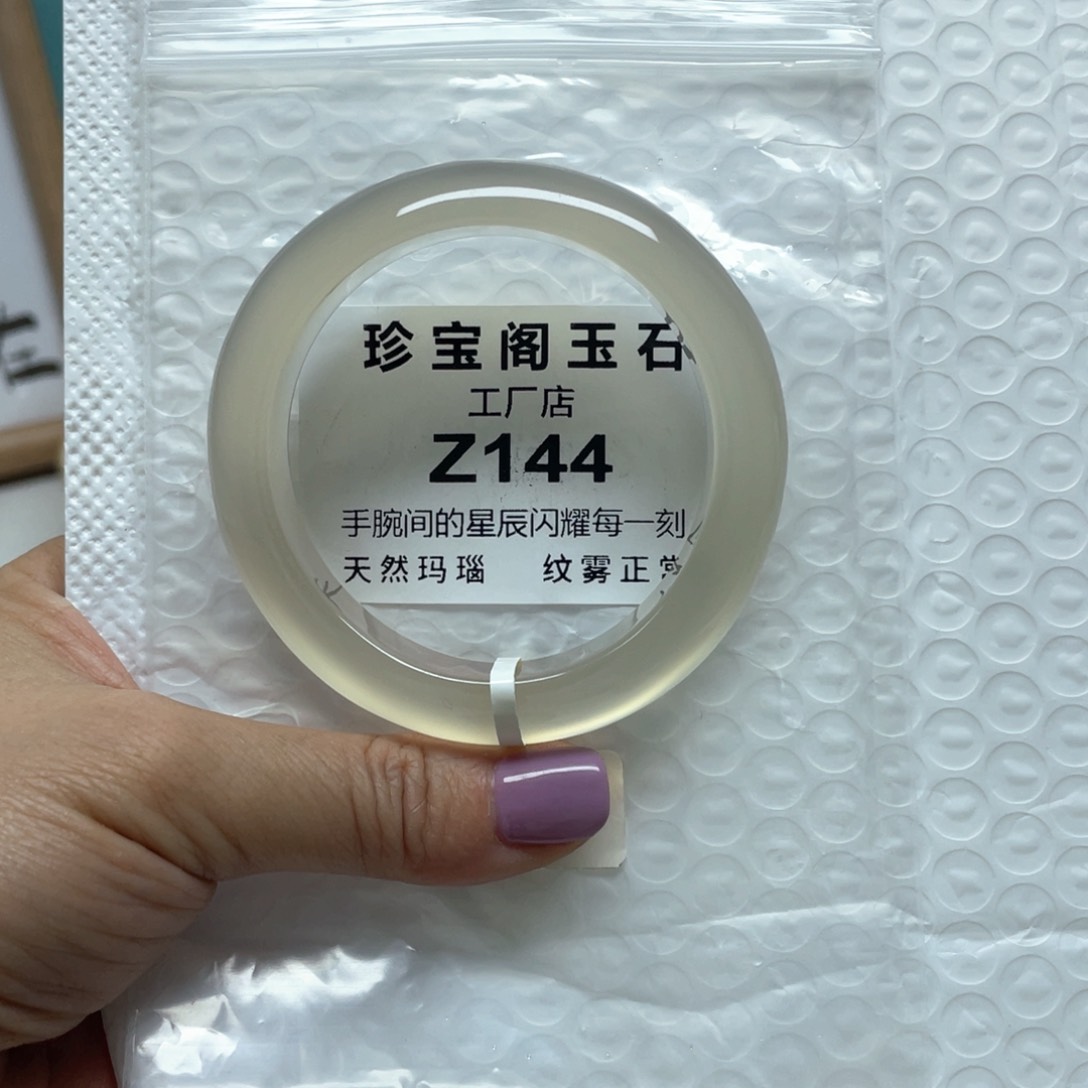 珍宝阁玉石
工厂店
Z144
手腕间的星辰闪耀每一刻
天然玛瑙 纹雾正常